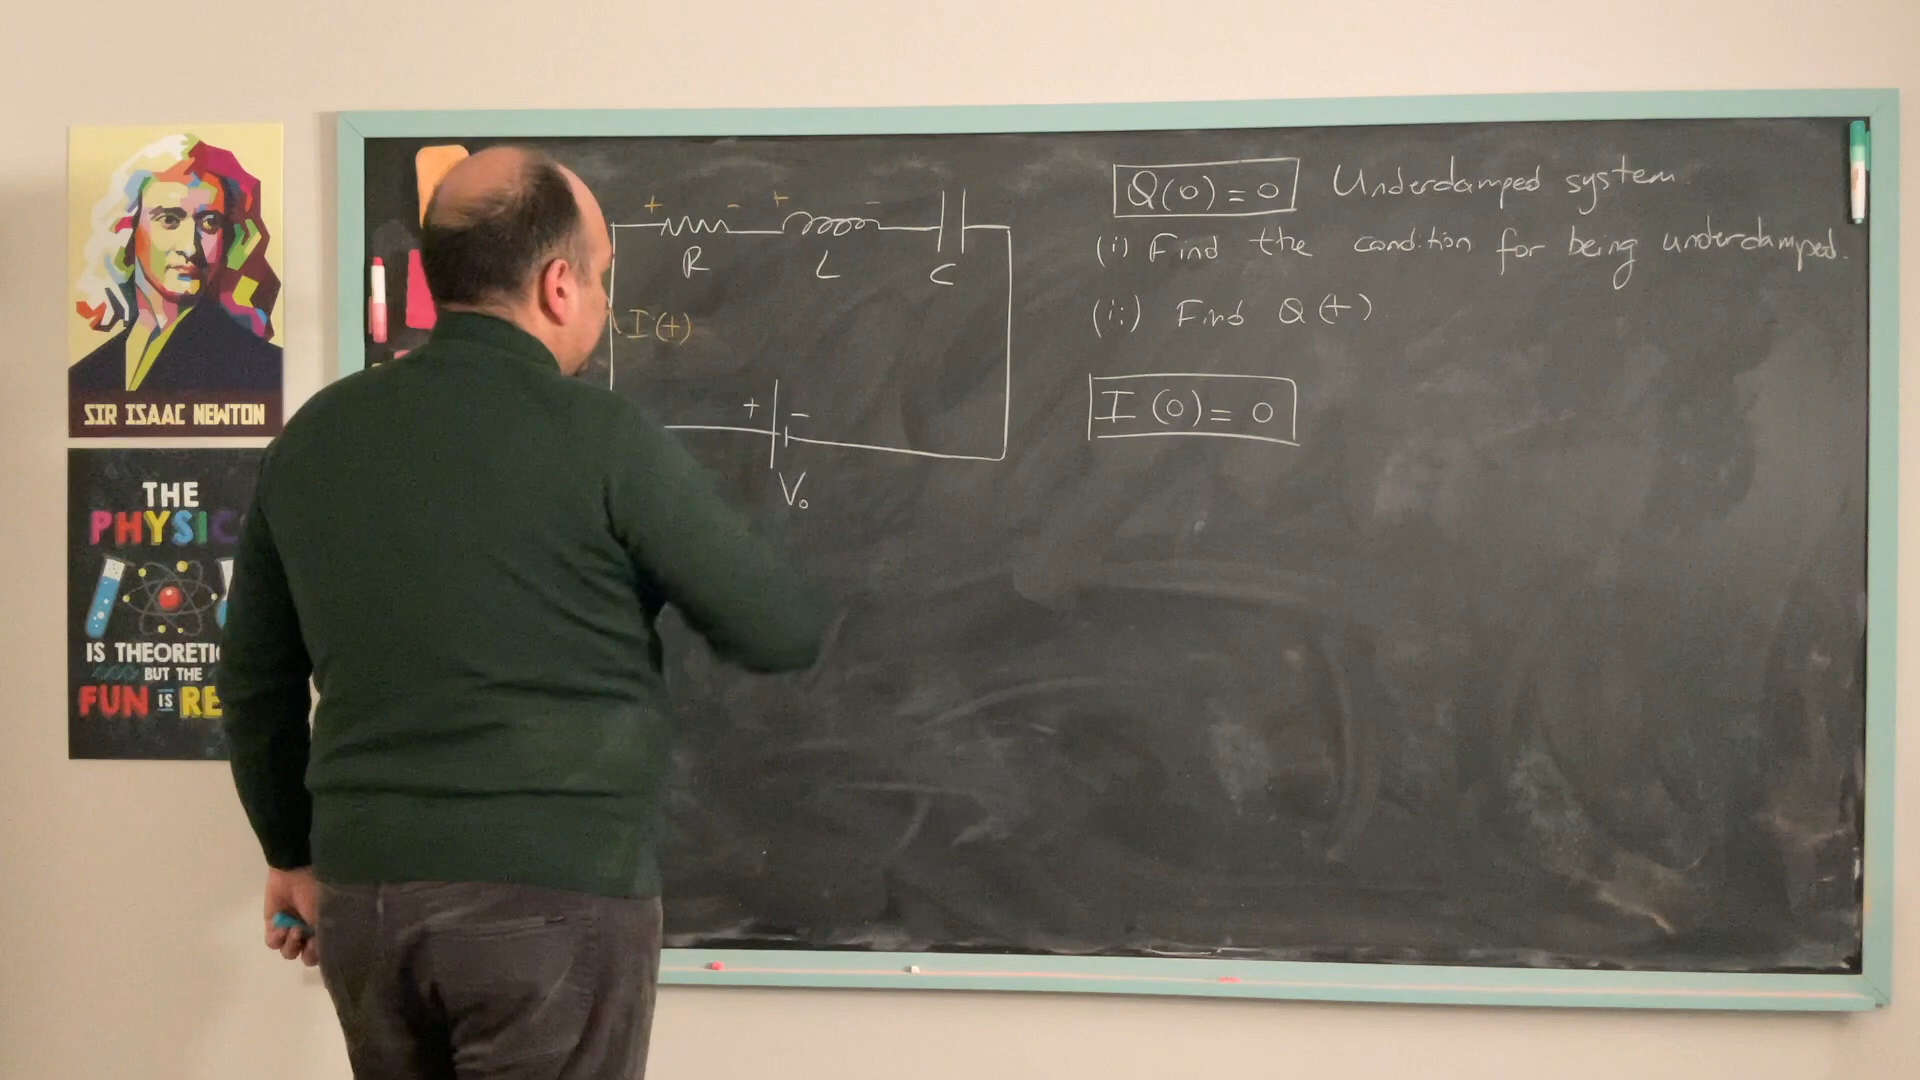 SIR ISAAC NEWTON
THE
PHYSIC
IS THEORETI
BUT THE
FUN IS RE
+ - + -
R L C
I(t)
+ -
V₀
Q(0) = 0 Underdamped system
(i) Find the condition for being underdamped.
(ii) Find Q(t)
I(0) = 0